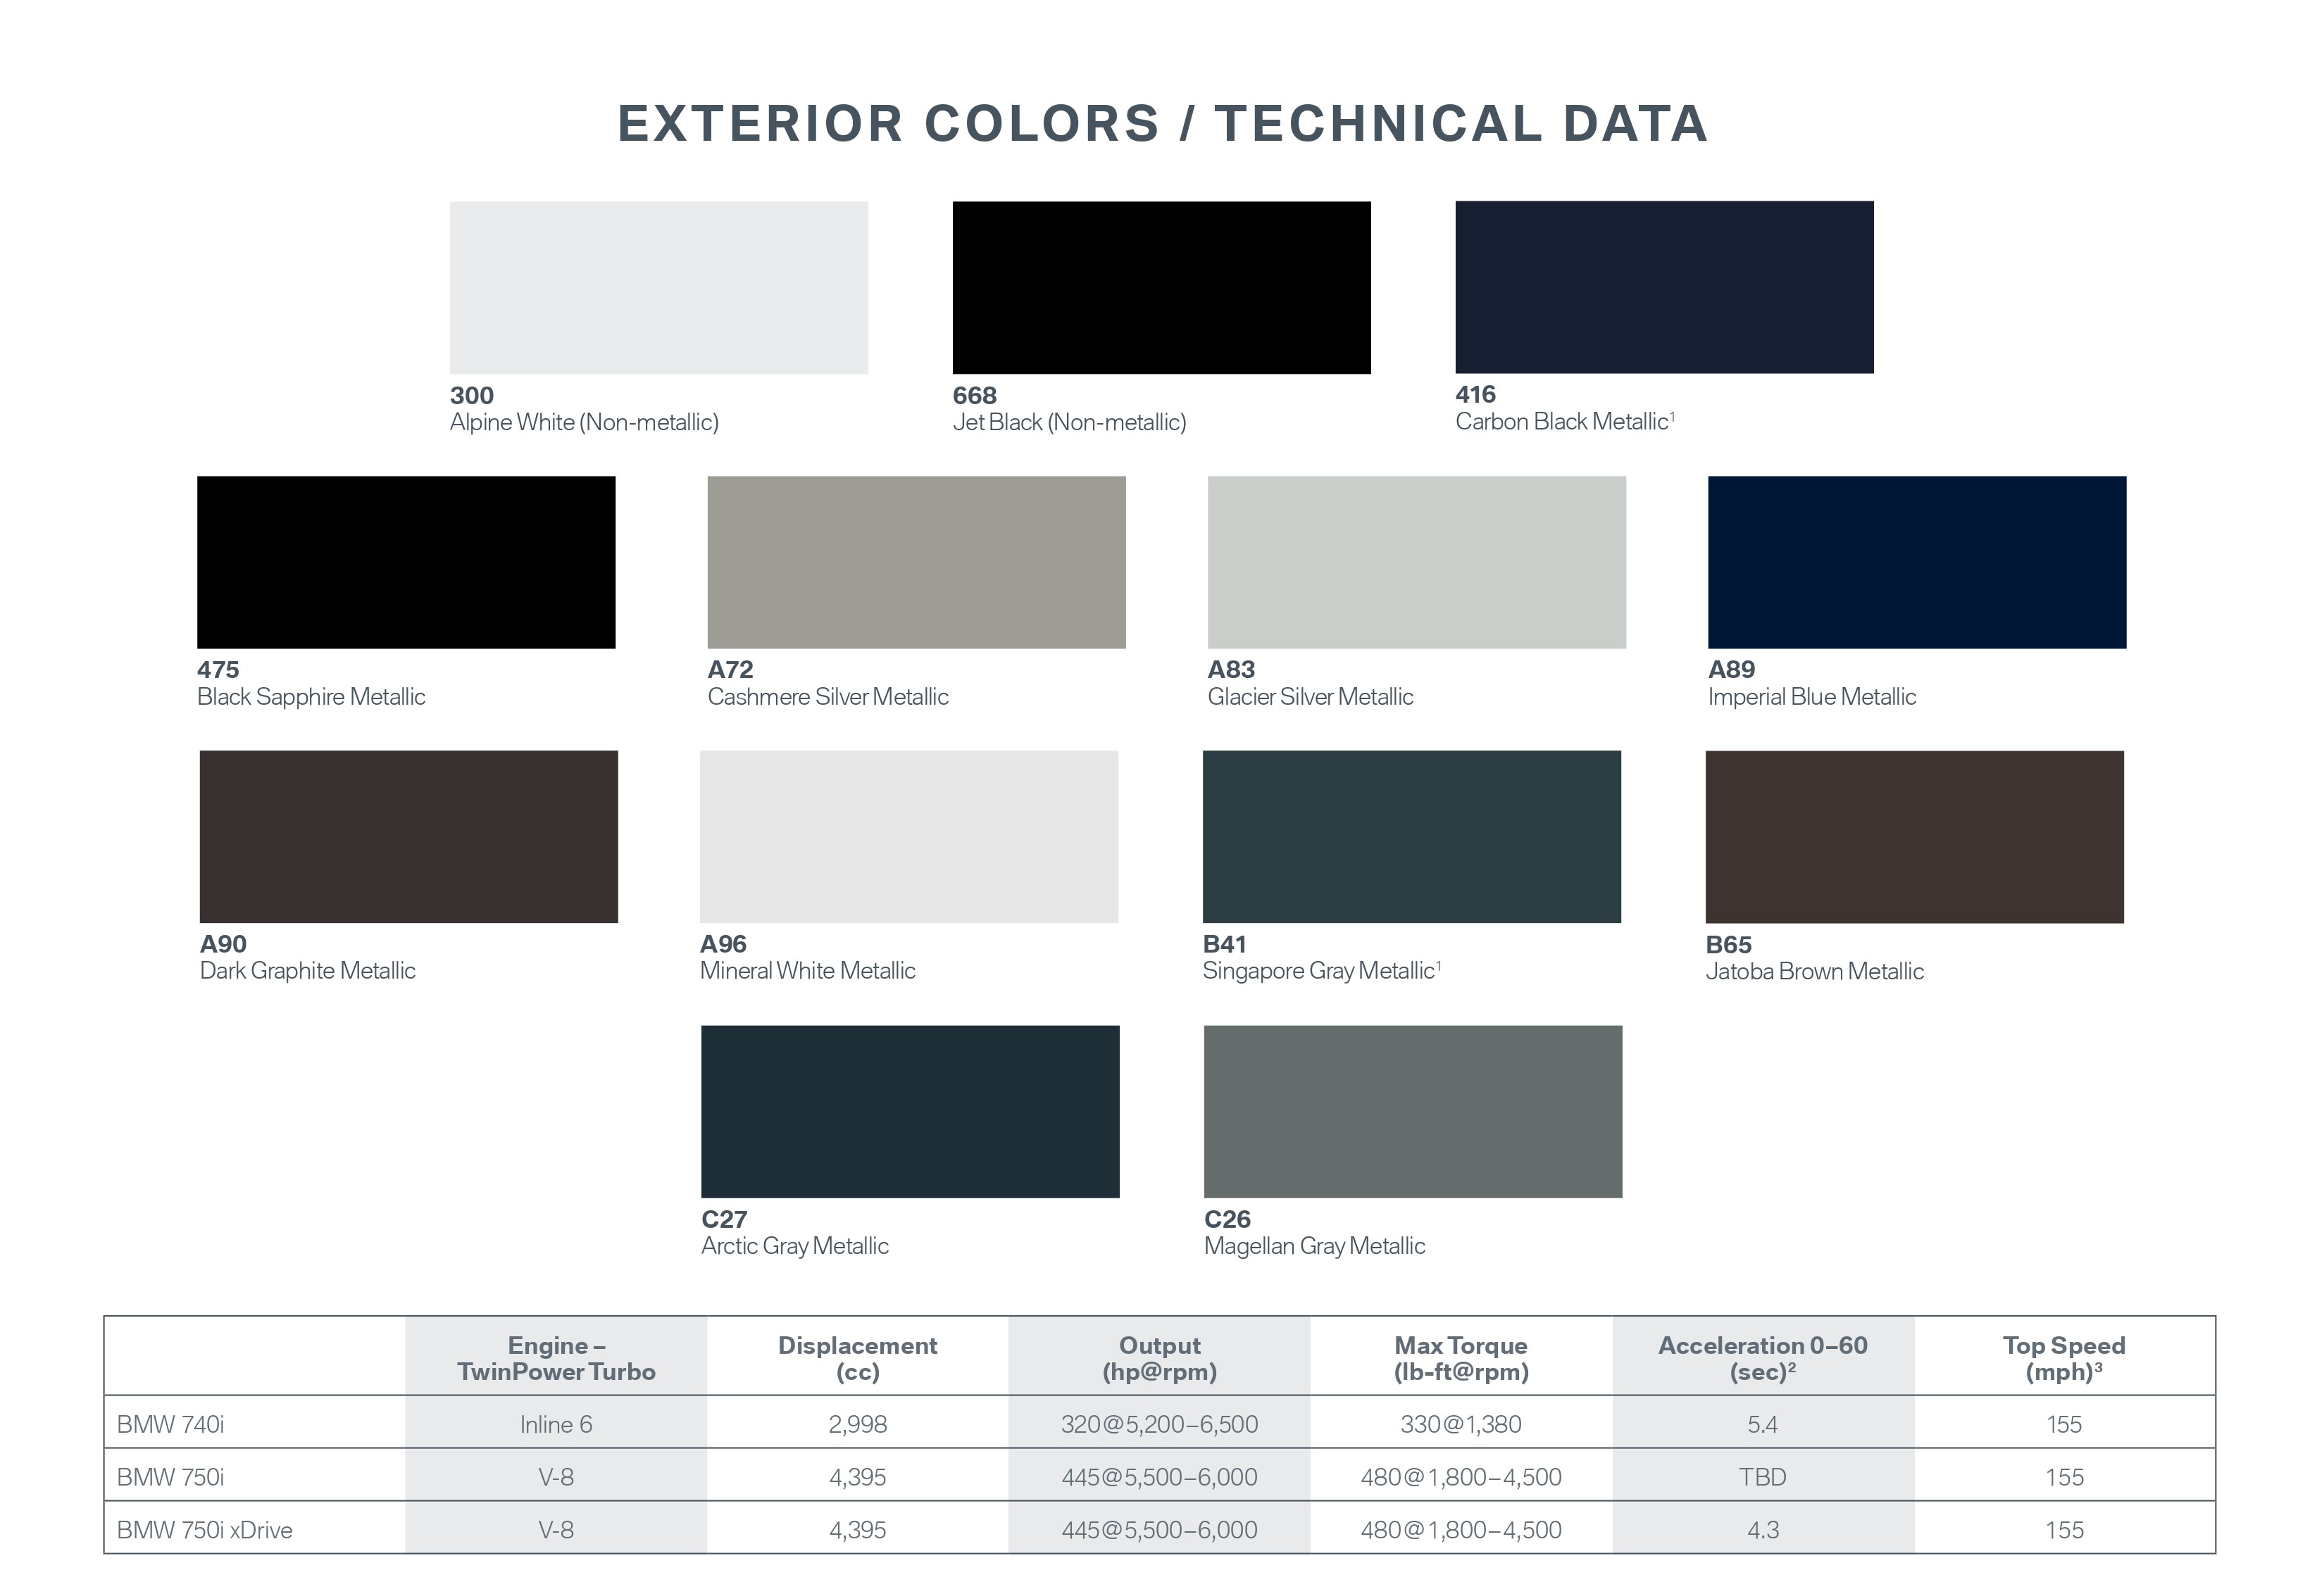 EXTERIOR COLORS / TECHNICAL DATA
300
Alpine White (Non-metallic)
668
Jet Black (Non-metallic)
416
Carbon Black Metallic¹
475
Black Sapphire Metallic
A72
Cashmere Silver Metallic
A83
Glacier Silver Metallic
A89
Imperial Blue Metallic
A90
Dark Graphite Metallic
A96
Mineral White Metallic
B41
Singapore Gray Metallic¹
B65
Jatoba Brown Metallic
C27
Arctic Gray Metallic
C26
Magellan Gray Metallic
Engine –
TwinPower Turbo
Displacement
(cc)
Output
(hp@rpm)
Max Torque
(lb-ft@rpm)
Acceleration 0–60
(sec)²
Top Speed
(mph)³
BMW 740i Inline 6 2,998 320@5,200–6,500 330@1,380 5.4 155
BMW 750i V-8 4,395 445@5,500–6,000 480@1,800–4,500 TBD 155
BMW 750i xDrive V-8 4,395 445@5,500–6,000 480@1,800–4,500 4.3 155